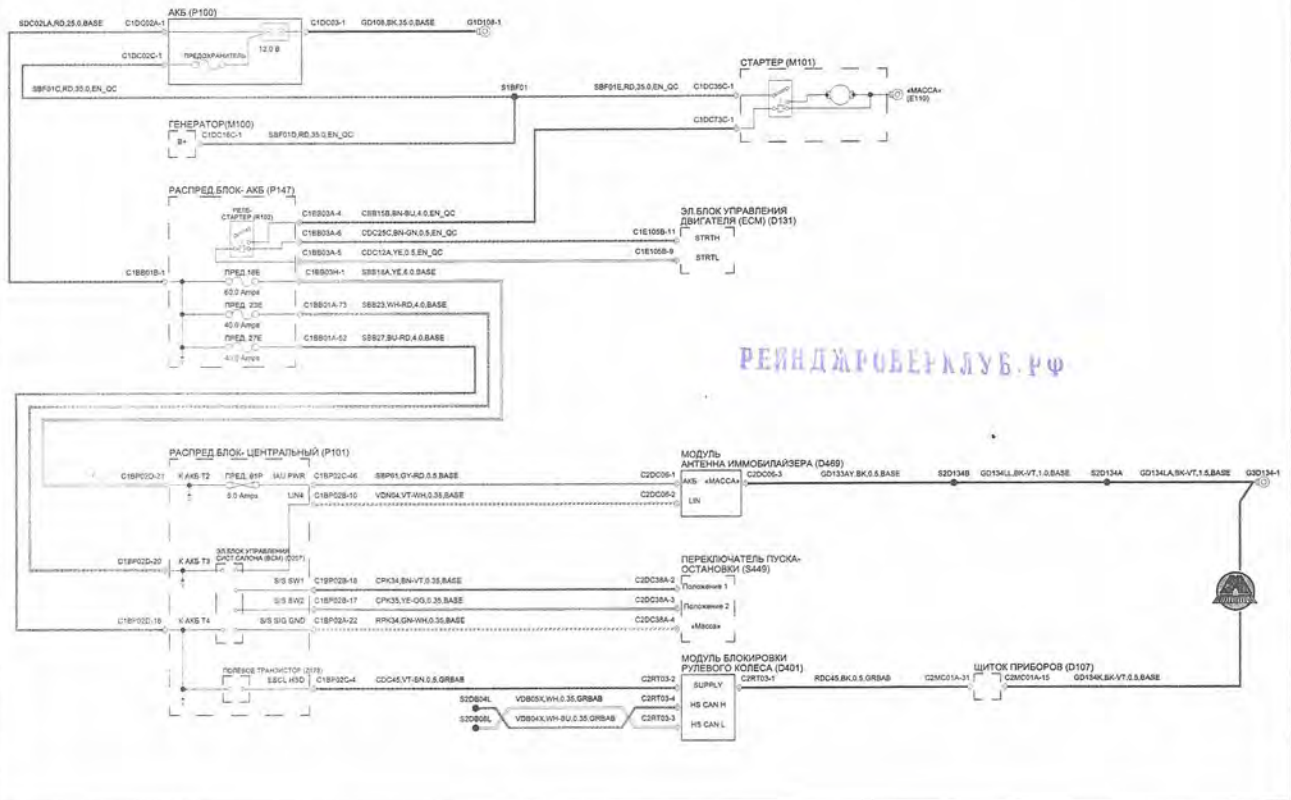 АКБ (P100)
SDC02LA,RD,25.0,BASE C1DC02A-1 C1DC03-1 GD108,BK,35.0,BASE G1D108-1
12.0 В
C1DC02C-1 ПРЕДОХРАНИТЕЛЬ
SBF01C,RD,35.0,EN_QC S1BF01 SBF01E,RD,35.0,EN_QC C1DC35C-1
СТАРТЕР (M101)
«МАССА»
(E110)
ГЕНЕРАТОР(M100)
B+ C1DC16C-1 SBF01D,RD,35.0,EN_QC
C1DC73C-1
РАСПРЕД.БЛОК- АКБ (P147)
РЕЛЕ-
СТАРТЕР (R103)
C1BB03A-4 CBB15B,BN-BU,4.0,EN_QC
C1BB03A-6 CDC25C,BN-GN,0.5,EN_QC C1E105B-11
C1BB03A-5 CDC12A,YE,0.5,EN_QC C1E105B-9
ЭЛ.БЛОК УПРАВЛЕНИЯ
ДВИГАТЕЛЯ (ECM) (D131)
STRTH
STRTL
C1BB01B-1 ПРЕД.18E C1BB03H-1 SBB18A,YE,6.0,BASE
60.0 Amps
ПРЕД. 23E C1BB01A-73 SBB23,WH-RD,4.0,BASE
40.0 Amps
ПРЕД. 27E C1BB01A-52 SBB27,BU-RD,4.0,BASE
40.0 Amps
РЕЙНДЖРОВЕРКЛУБ.РФ
РАСПРЕД.БЛОК- ЦЕНТРАЛЬНЫЙ (P101)
C1BP02D-21 К АКБ T2 ПРЕД. 61P IAU PWR C1BP02C-46 SBP61,GY-RD,0.5,BASE C2DC06-1
5.0 Amps LIN4 C1BP02B-10 VDN04,VT-WH,0.35,BASE C2DC06-2
МОДУЛЬ
АНТЕННА ИММОБИЛАЙЗЕРА (D469)
АКБ «МАССА»
LIN
C2DC06-3 GD133AY,BK,0.5,BASE S2D134B GD134LL,BK-VT,1.0,BASE S2D134A GD134LA,BK-VT,1.5,BASE G3D134-1
C1BP02D-20 К АКБ T3
ЭЛ.БЛОК УПРАВЛЕНИЯ
СИСТ САЛОНА (BCM) (D207)
S/S SW1 C1BP02B-18 CPK34,BN-VT,0.35,BASE C2DC38A-2
S/S SW2 C1BP02B-17 CPK35,YE-OG,0.35,BASE C2DC38A-3
C1BP02D-18 К АКБ T4 S/S SIG GND C1BP02A-22 RPK34,GN-WH,0.35,BASE C2DC38A-4
ПЕРЕКЛЮЧАТЕЛЬ ПУСКА-
ОСТАНОВКИ (S449)
Положение 1
Положение 2
«Масса»
ПОЛЕВОЕ ТРАНЗИСТОР
ESCL HSD C1BP02C-4 CDC45,VT-BN,0.5,GRBAB C2RT03-2
МОДУЛЬ БЛОКИРОВКИ
РУЛЕВОГО КОЛЕСА (D401)
SUPPLY
HS CAN H
HS CAN L
S2DB04L VDB05X,WH,0.35,GRBAB C2RT03-4
S2DB05L VDB04X,WH-BU,0.35,GRBAB C2RT03-3
C2RT03-1 RDC45,BK,0.5,GRBAB C2MC01A-31
ЩИТОК ПРИБОРОВ (D107)
C2MC01A-15 GD134K,BK-VT,0.5,BASE